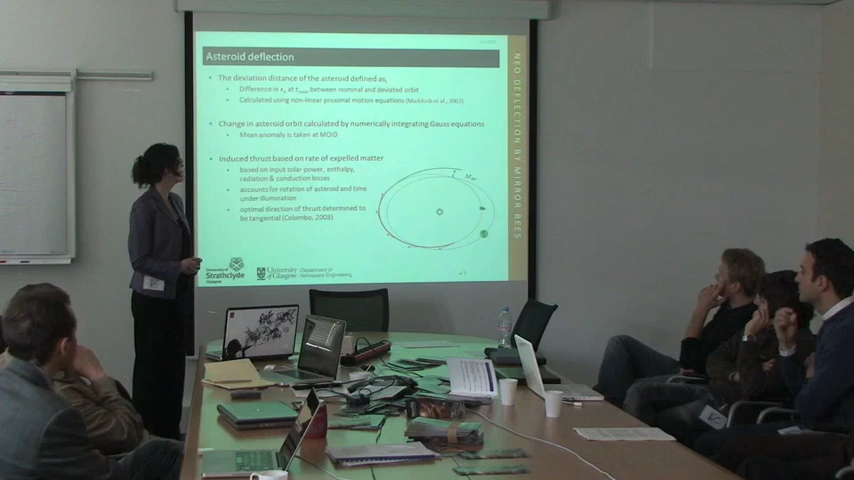 Asteroid deflection
The deviation distance of the asteroid defined as,
Difference in r between nominal and deviated orbit
Calculated using non-linear proximal motion equations (Maddock et al., 2007)
Change in asteroid orbit calculated by numerically integrating Gauss equations
Mean anomaly is taken at MOID
Induced thrust based on rate of expelled matter
based on input solar power, enthalpy,
radiation & conduction losses
accounts for rotation of asteroid and time
under illumination
optimal direction of thrust determined to
be tangential (Colombo, 2008)
University of
Strathclyde
Glasgow
University
of Glasgow
Department of
Aerospace Engineering
NEO DEFLECTION BY MIRROR BEES